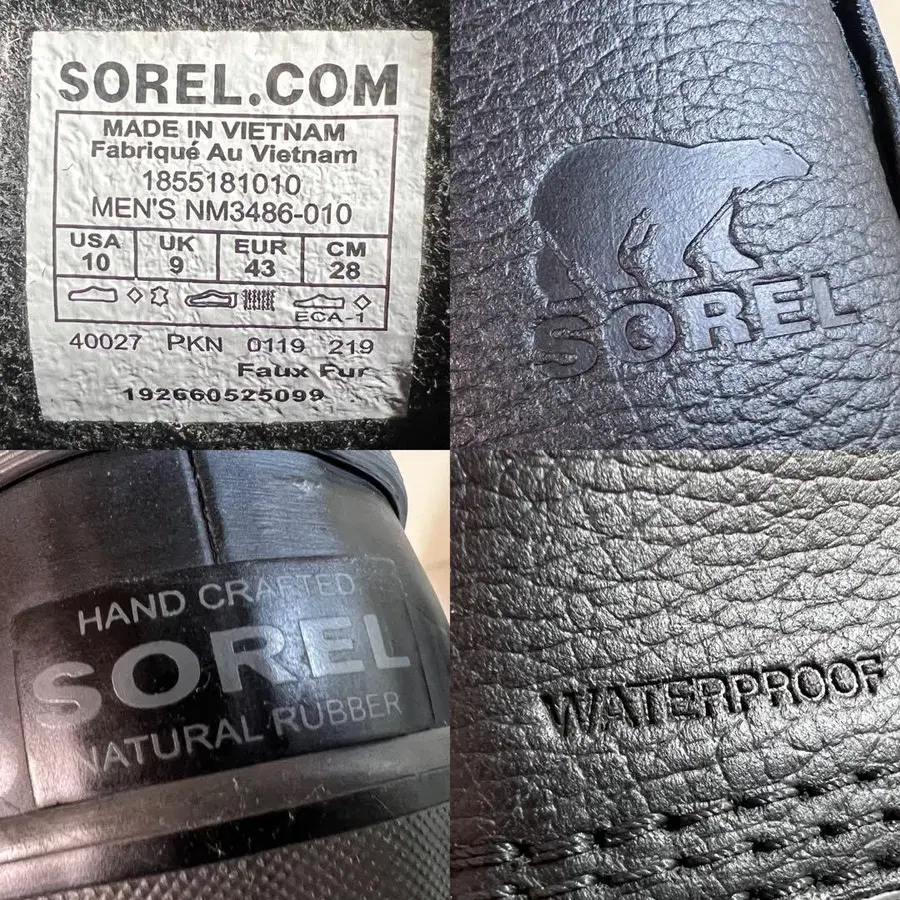 SOREL.COM
MADE IN VIETNAM
Fabriqué Au Vietnam
1855181010
MEN'S NM3486-010
USA UK EUR CM
10 9 43 28
ECA-1
40027 PKN 0119 219
Faux Fur
192660525099
SOREL
HAND CRAFTED
SOREL
NATURAL RUBBER
WATERPROOF